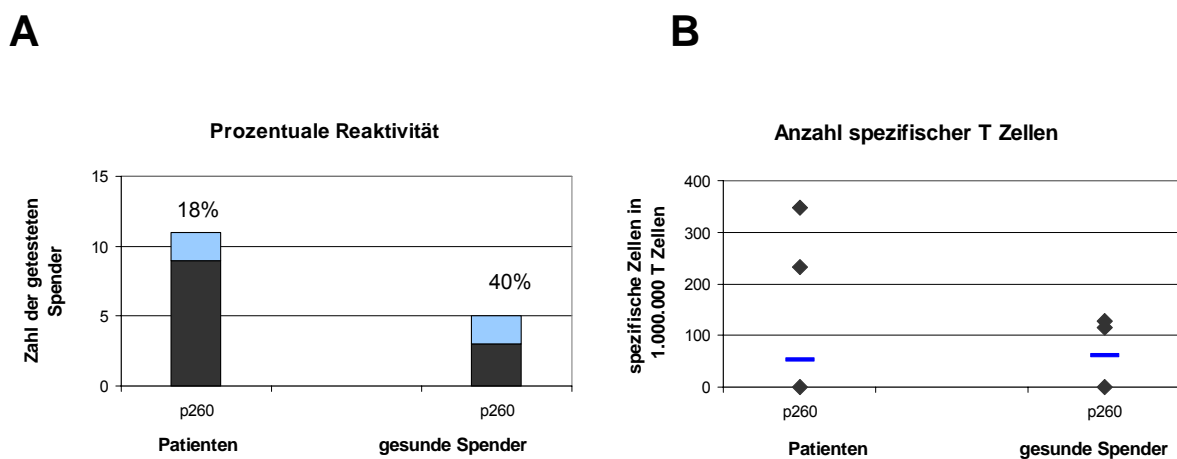 A
B
Prozentuale Reaktivität
Zahl der getesteten
Spender
15
10
5
0
18%
40%
p260
p260
Patienten
gesunde Spender
Anzahl spezifischer T Zellen
spezifische Zellen in
1.000.000 T Zellen
400
300
200
100
0
p260
p260
Patienten
gesunde Spender